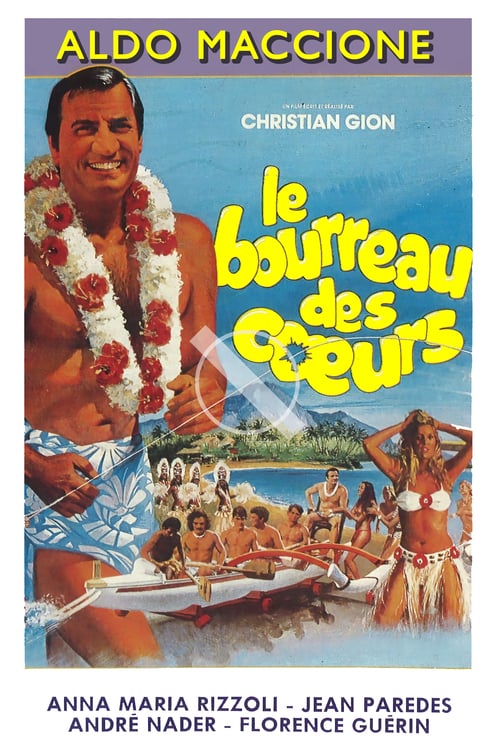 ALDO MACCIONE
UN FILM ÉCRIT ET RÉALISÉ PAR
CHRISTIAN GION
le
bourreau
des
cœurs
ANNA MARIA RIZZOLI - JEAN PAREDES
ANDRÉ NADER - FLORENCE GUÉRIN